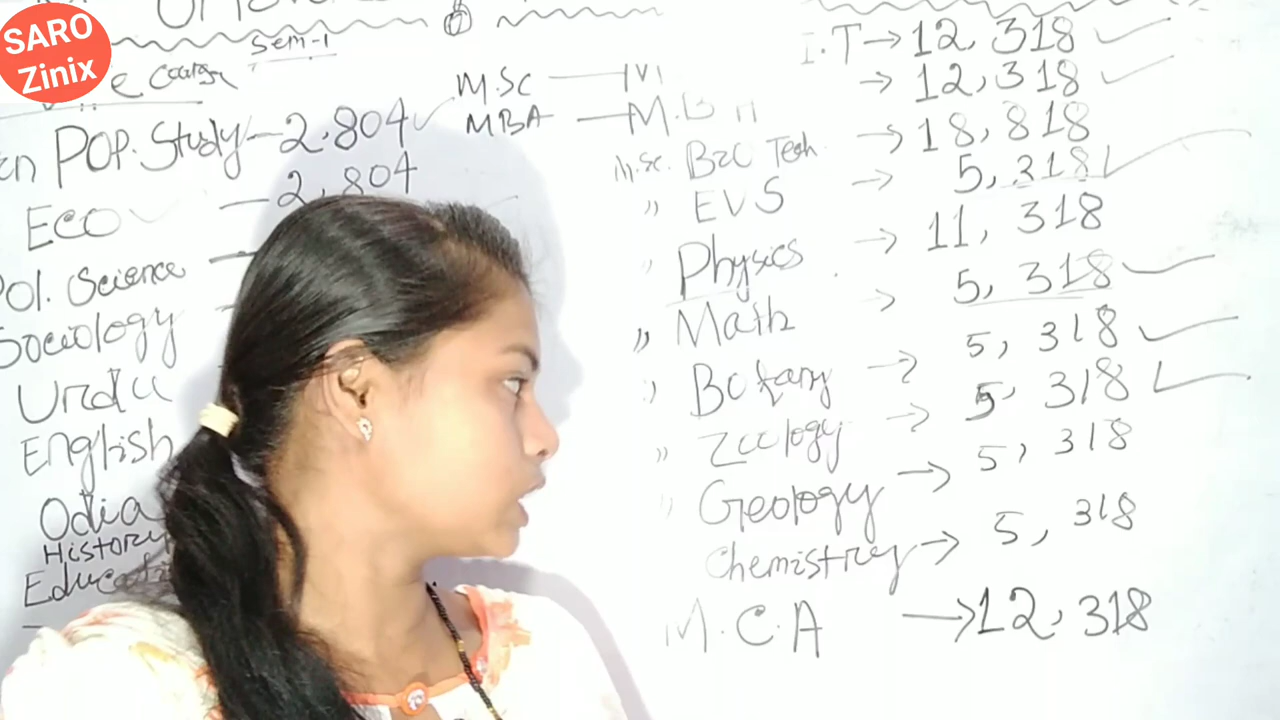 SARO
Zinix
Sem-1
Course
Pop. Study - 2,804
Eco - 2,804
Pol. Science
Sociology
Urdu
English
Odia
History
M.SC
MBA
I.T → 12,318
→ 12,318
M.Sc. Bio Tech → 18,818
" EVS → 5,318
" Physics → 11,318
" Math → 5,318
" Botany → 5,318
" Zoology → 5,318
" Geology → 5,318
Chemistry → 5,318
M.C.A → 12,318